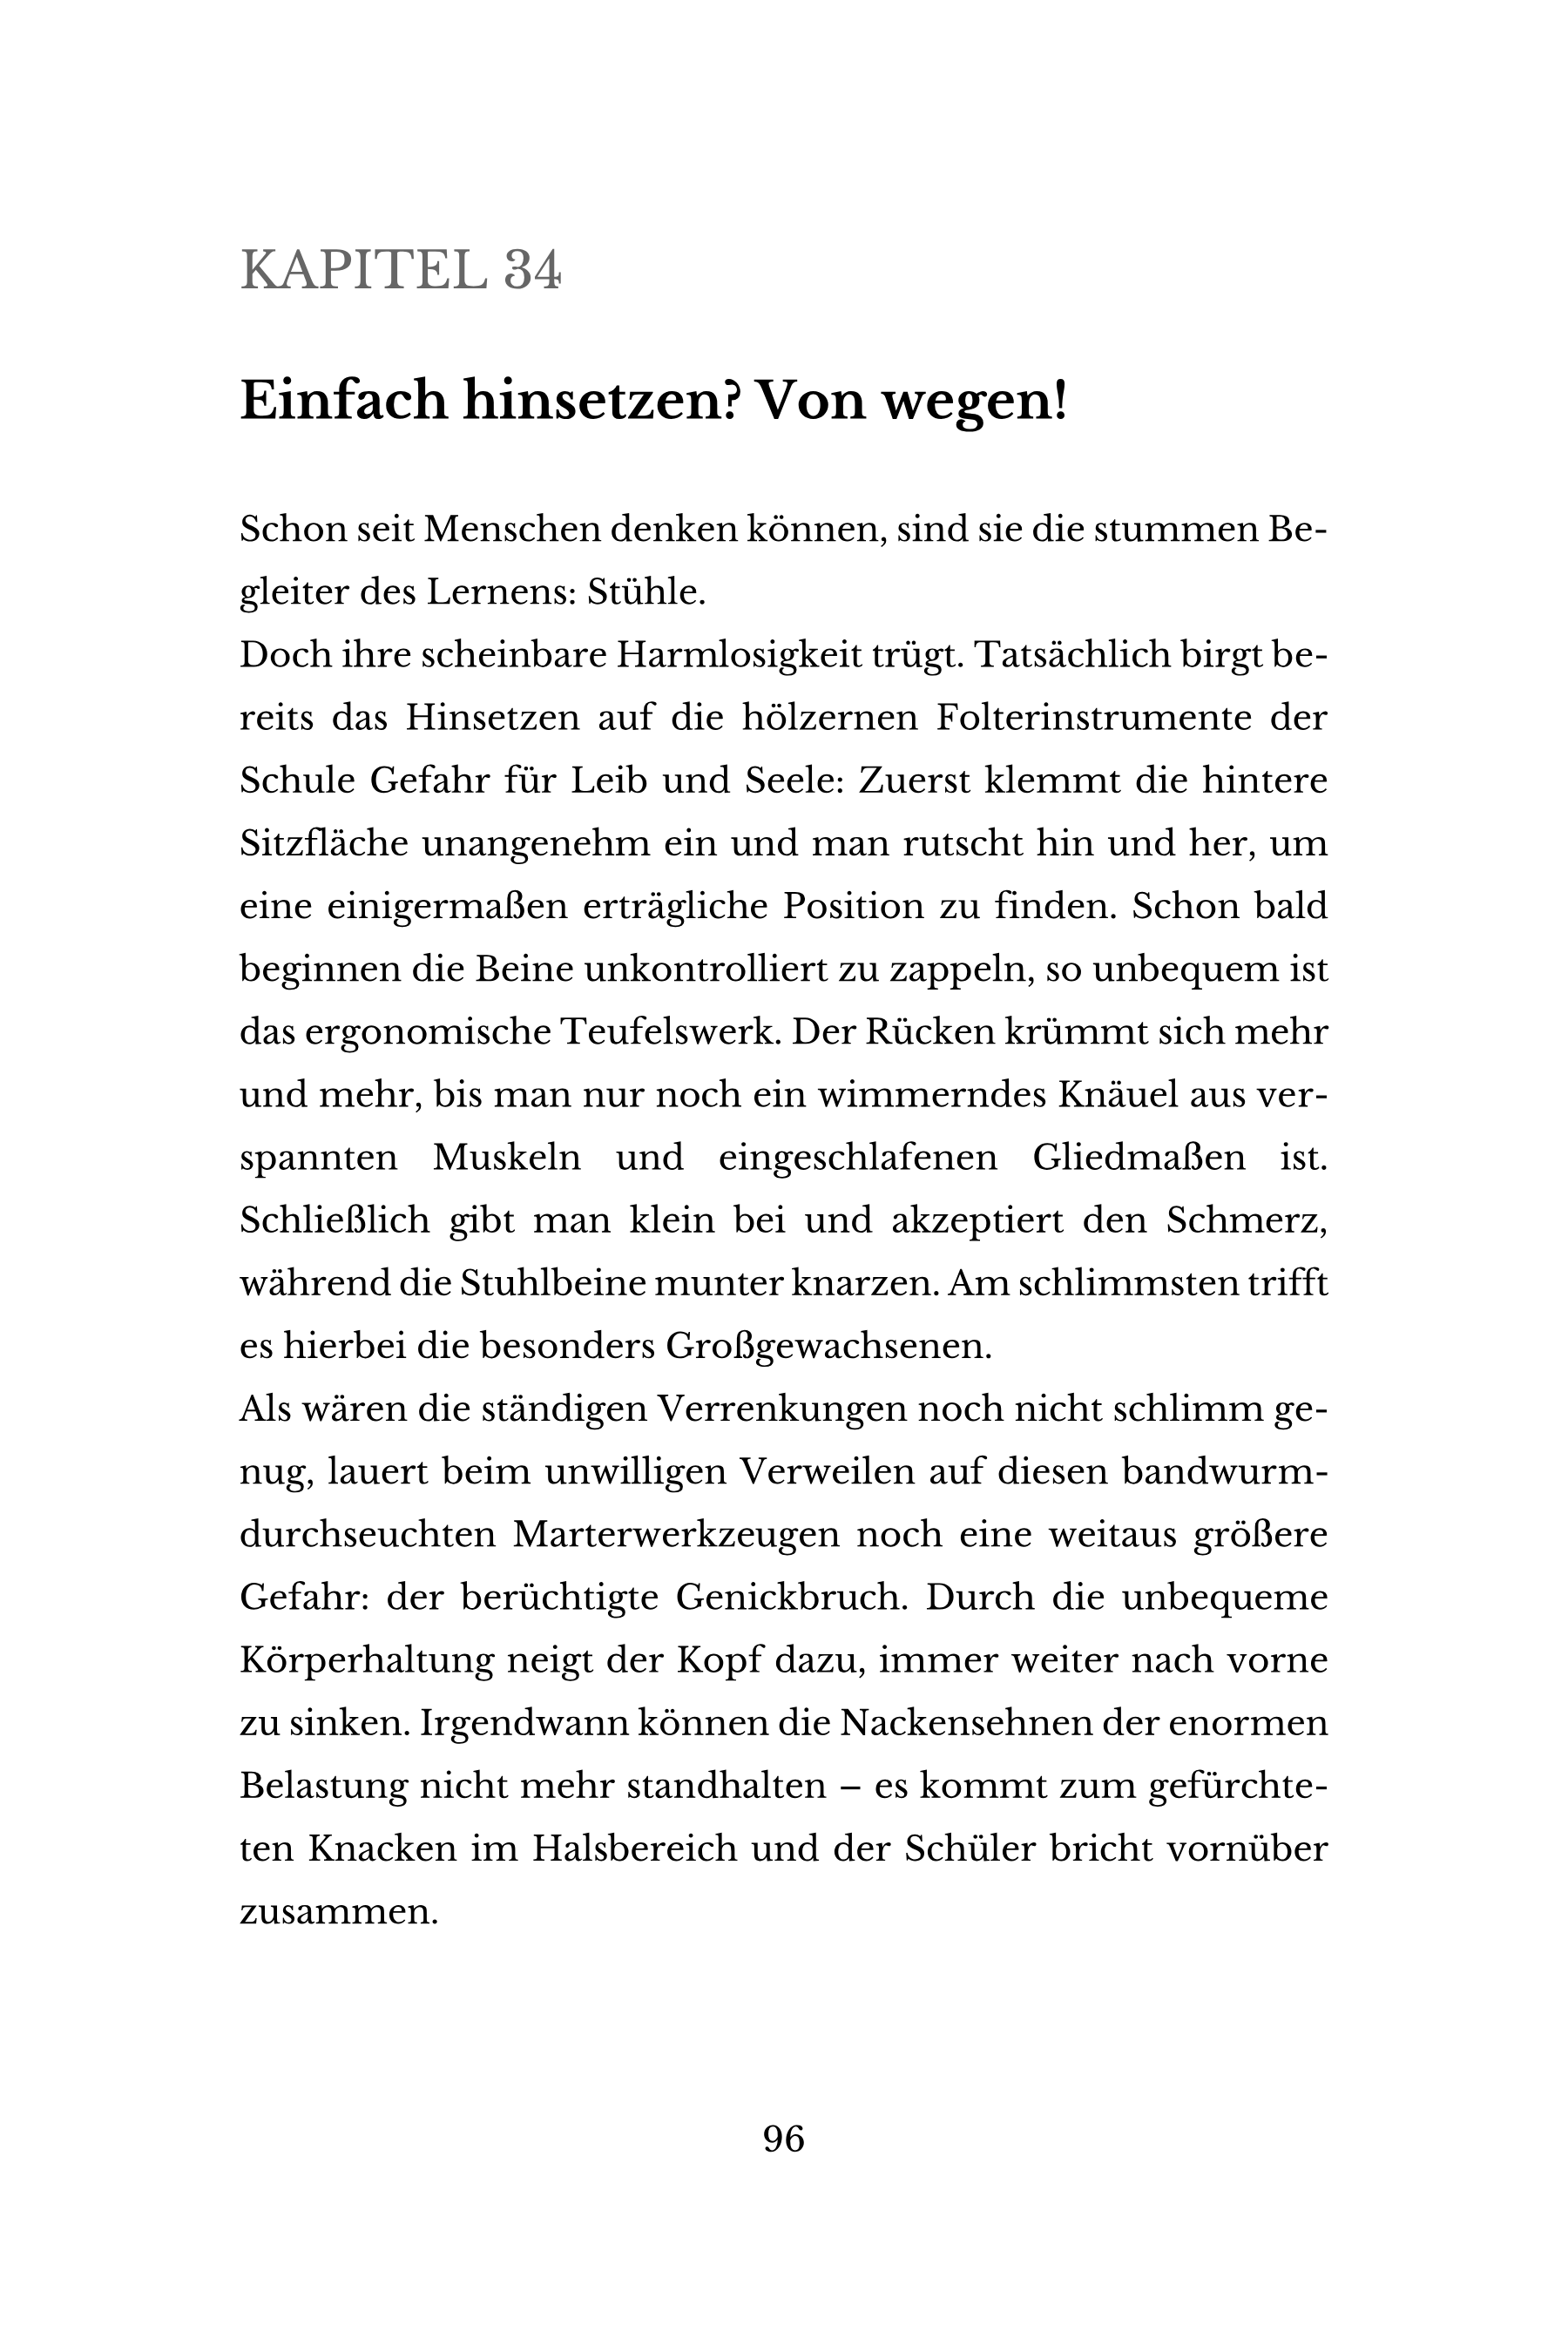 KAPITEL 34
Einfach hinsetzen? Von wegen!
Schon seit Menschen denken können, sind sie die stummen Be-
gleiter des Lernens: Stühle.
Doch ihre scheinbare Harmlosigkeit trügt. Tatsächlich birgt be-
reits das Hinsetzen auf die hölzernen Folterinstrumente der
Schule Gefahr für Leib und Seele: Zuerst klemmt die hintere
Sitzfläche unangenehm ein und man rutscht hin und her, um
eine einigermaßen erträgliche Position zu finden. Schon bald
beginnen die Beine unkontrolliert zu zappeln, so unbequem ist
das ergonomische Teufelswerk. Der Rücken krümmt sich mehr
und mehr, bis man nur noch ein wimmerndes Knäuel aus ver-
spannten Muskeln und eingeschlafenen Gliedmaßen ist.
Schließlich gibt man klein bei und akzeptiert den Schmerz,
während die Stuhlbeine munter knarzen. Am schlimmsten trifft
es hierbei die besonders Großgewachsenen.
Als wären die ständigen Verrenkungen noch nicht schlimm ge-
nug, lauert beim unwilligen Verweilen auf diesen bandwurm-
durchseuchten Marterwerkzeugen noch eine weitaus größere
Gefahr: der berüchtigte Genickbruch. Durch die unbequeme
Körperhaltung neigt der Kopf dazu, immer weiter nach vorne
zu sinken. Irgendwann können die Nackensehnen der enormen
Belastung nicht mehr standhalten – es kommt zum gefürchte-
ten Knacken im Halsbereich und der Schüler bricht vornüber
zusammen.
96